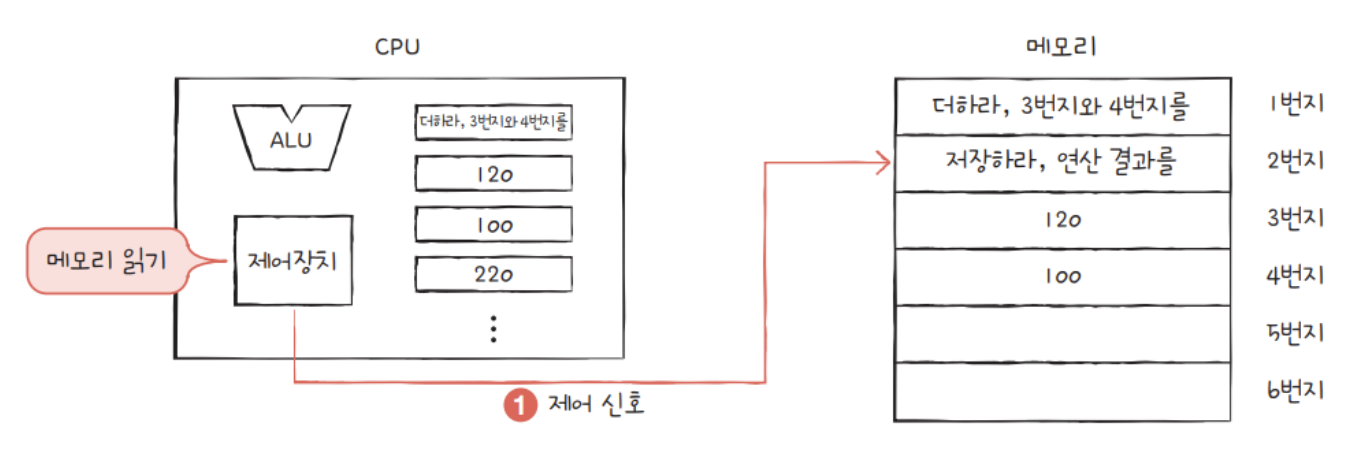 CPU
ALU
더하라, 3번지와 4번지를
120
100
220
메모리 읽기
제어장치
1 제어 신호
메모리
더하라, 3번지와 4번지를 1번지
저장하라, 연산 결과를 2번지
120 3번지
100 4번지
5번지
6번지